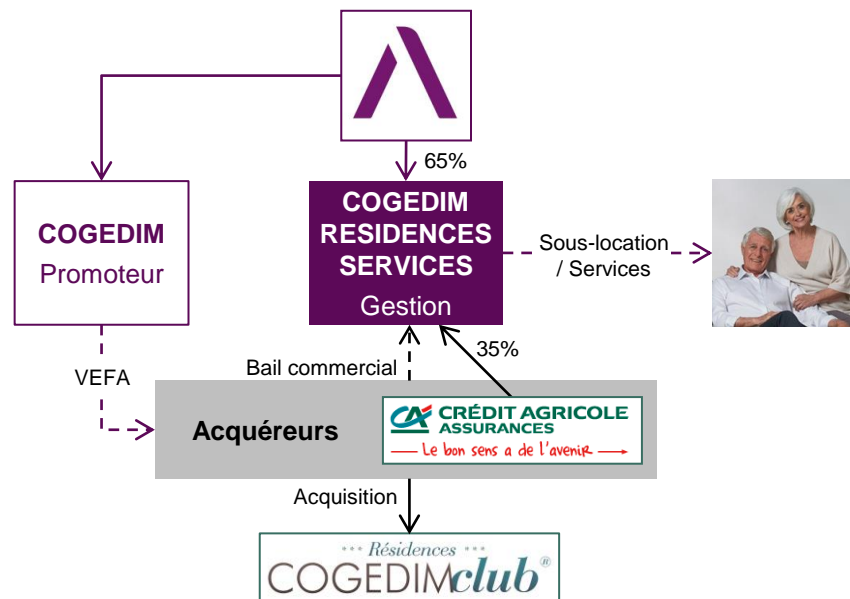 65%
COGEDIM
Promoteur
COGEDIM
RESIDENCES
SERVICES
Gestion
Sous-location
/ Services
VEFA
Bail commercial
35%
Acquéreurs
CA CRÉDIT AGRICOLE
ASSURANCES
Le bon sens a de l'avenir
Acquisition
*** Résidences ***
COGEDIMclub®